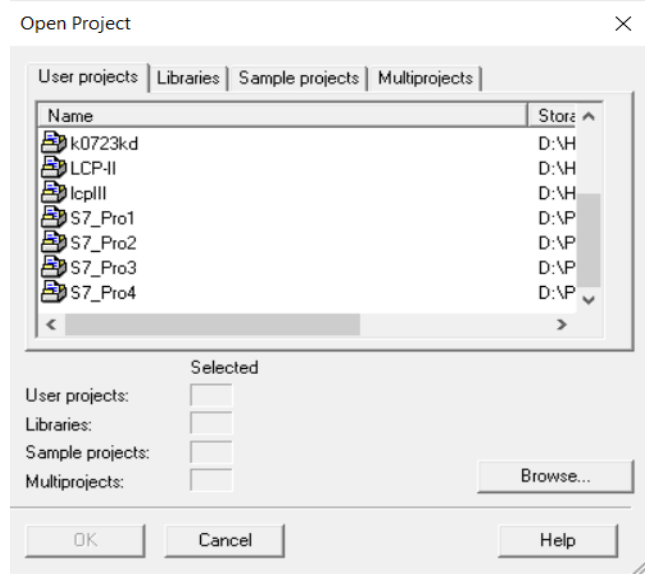 Open Project
User projects Libraries Sample projects Multiprojects
Name Stora
k0723kd D:\H
LCP-II D:\H
lcpIII D:\H
S7_Pro1 D:\P
S7_Pro2 D:\P
S7_Pro3 D:\P
S7_Pro4 D:\P
Selected
User projects:
Libraries:
Sample projects:
Multiprojects:
Browse...
OK Cancel Help